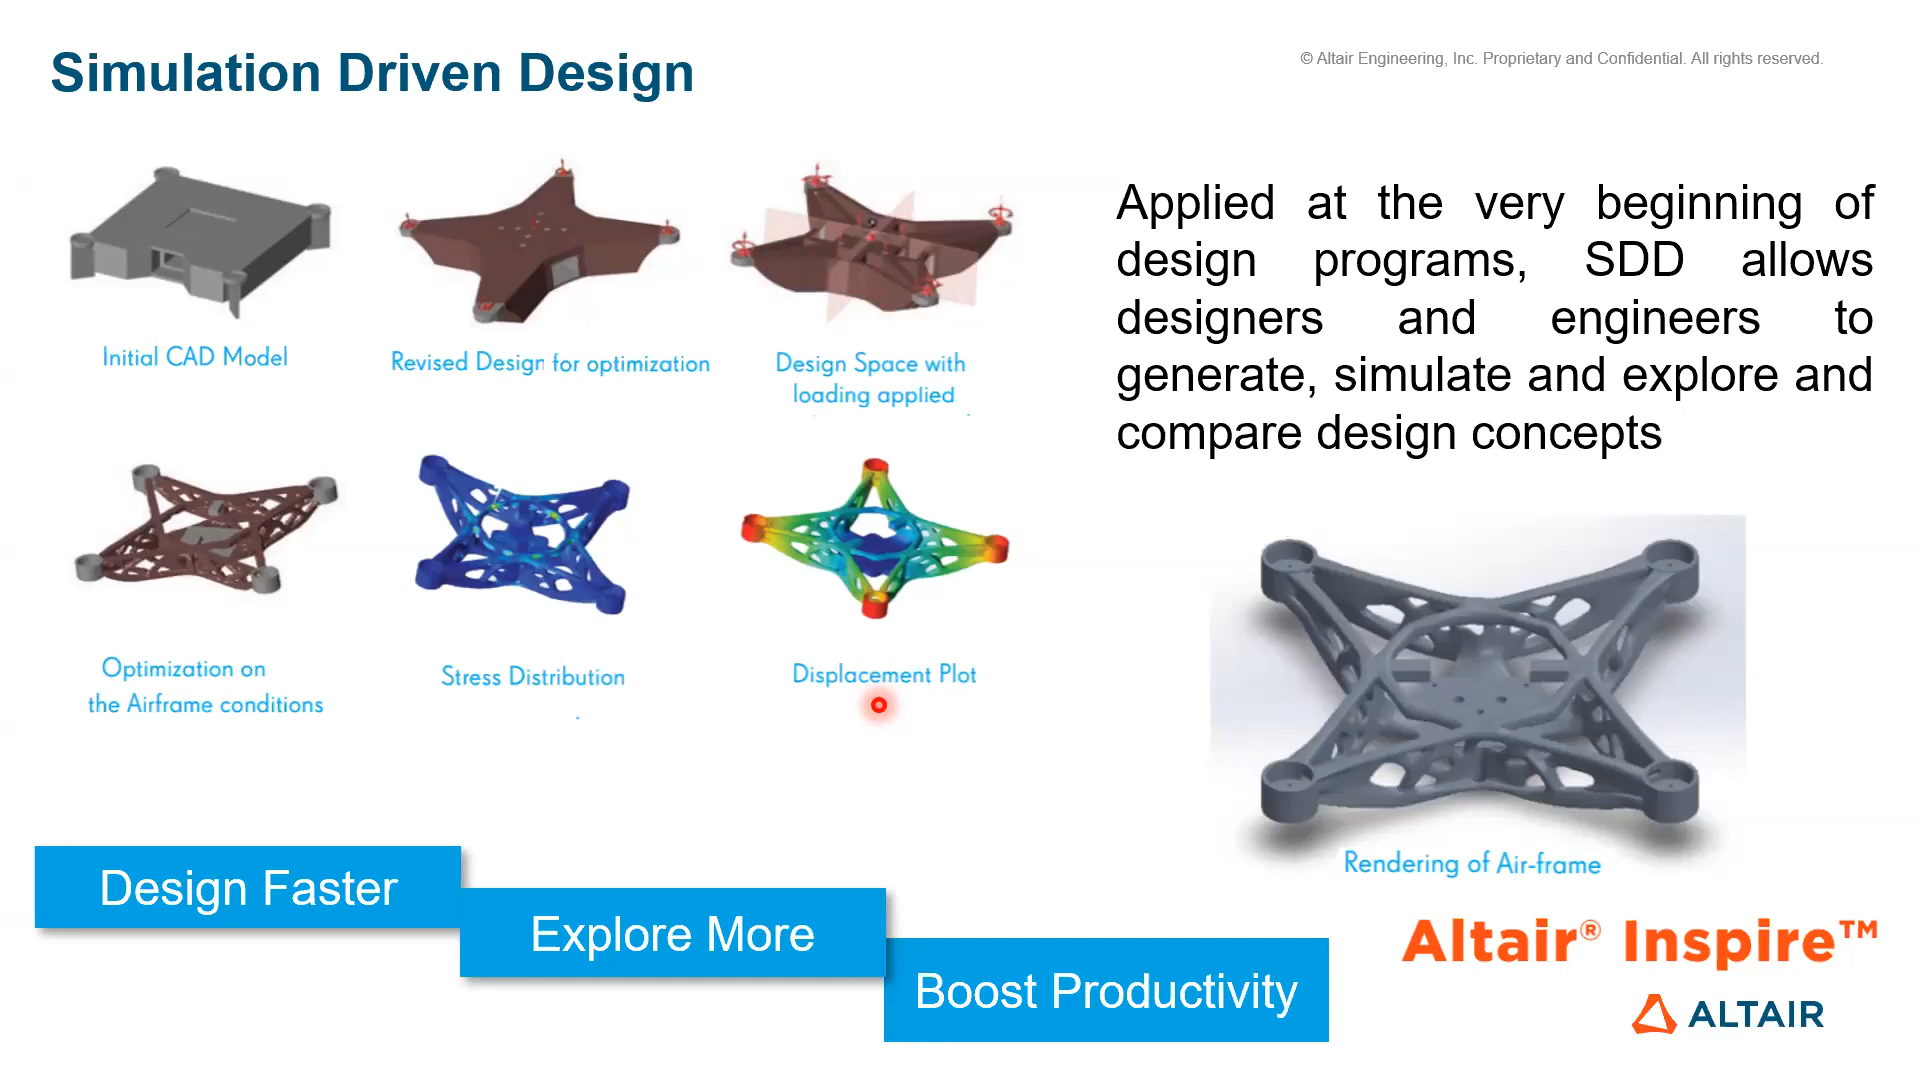 Simulation Driven Design
© Altair Engineering, Inc. Proprietary and Confidential. All rights reserved.
Applied at the very beginning of
design programs, SDD allows
designers and engineers to
generate, simulate and explore and
compare design concepts
Initial CAD Model
Revised Design for optimization
Design Space with
loading applied
Optimization on
the Airframe conditions
Stress Distribution
Displacement Plot
Rendering of Air-frame
Design Faster
Explore More
Boost Productivity
Altair® Inspire™
ALTAIR